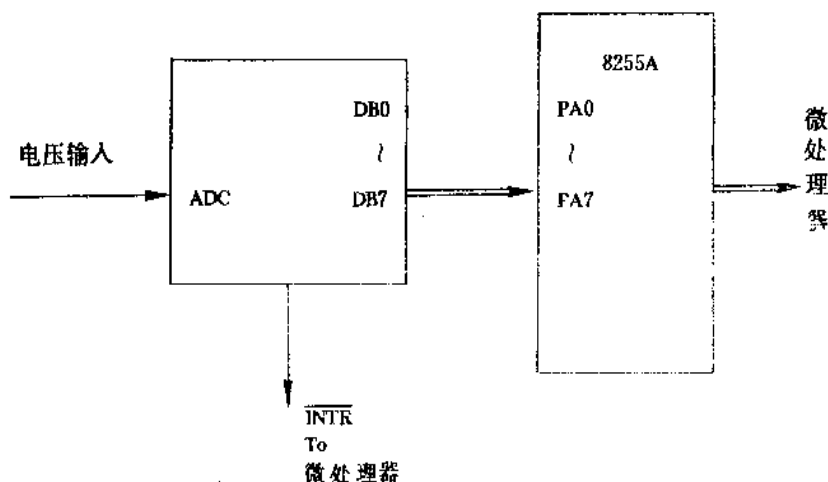 8255A
DB0
PA0
~
~
电压输入
ADC
DB7
PA7
微处理器
INTR
To
微处理器